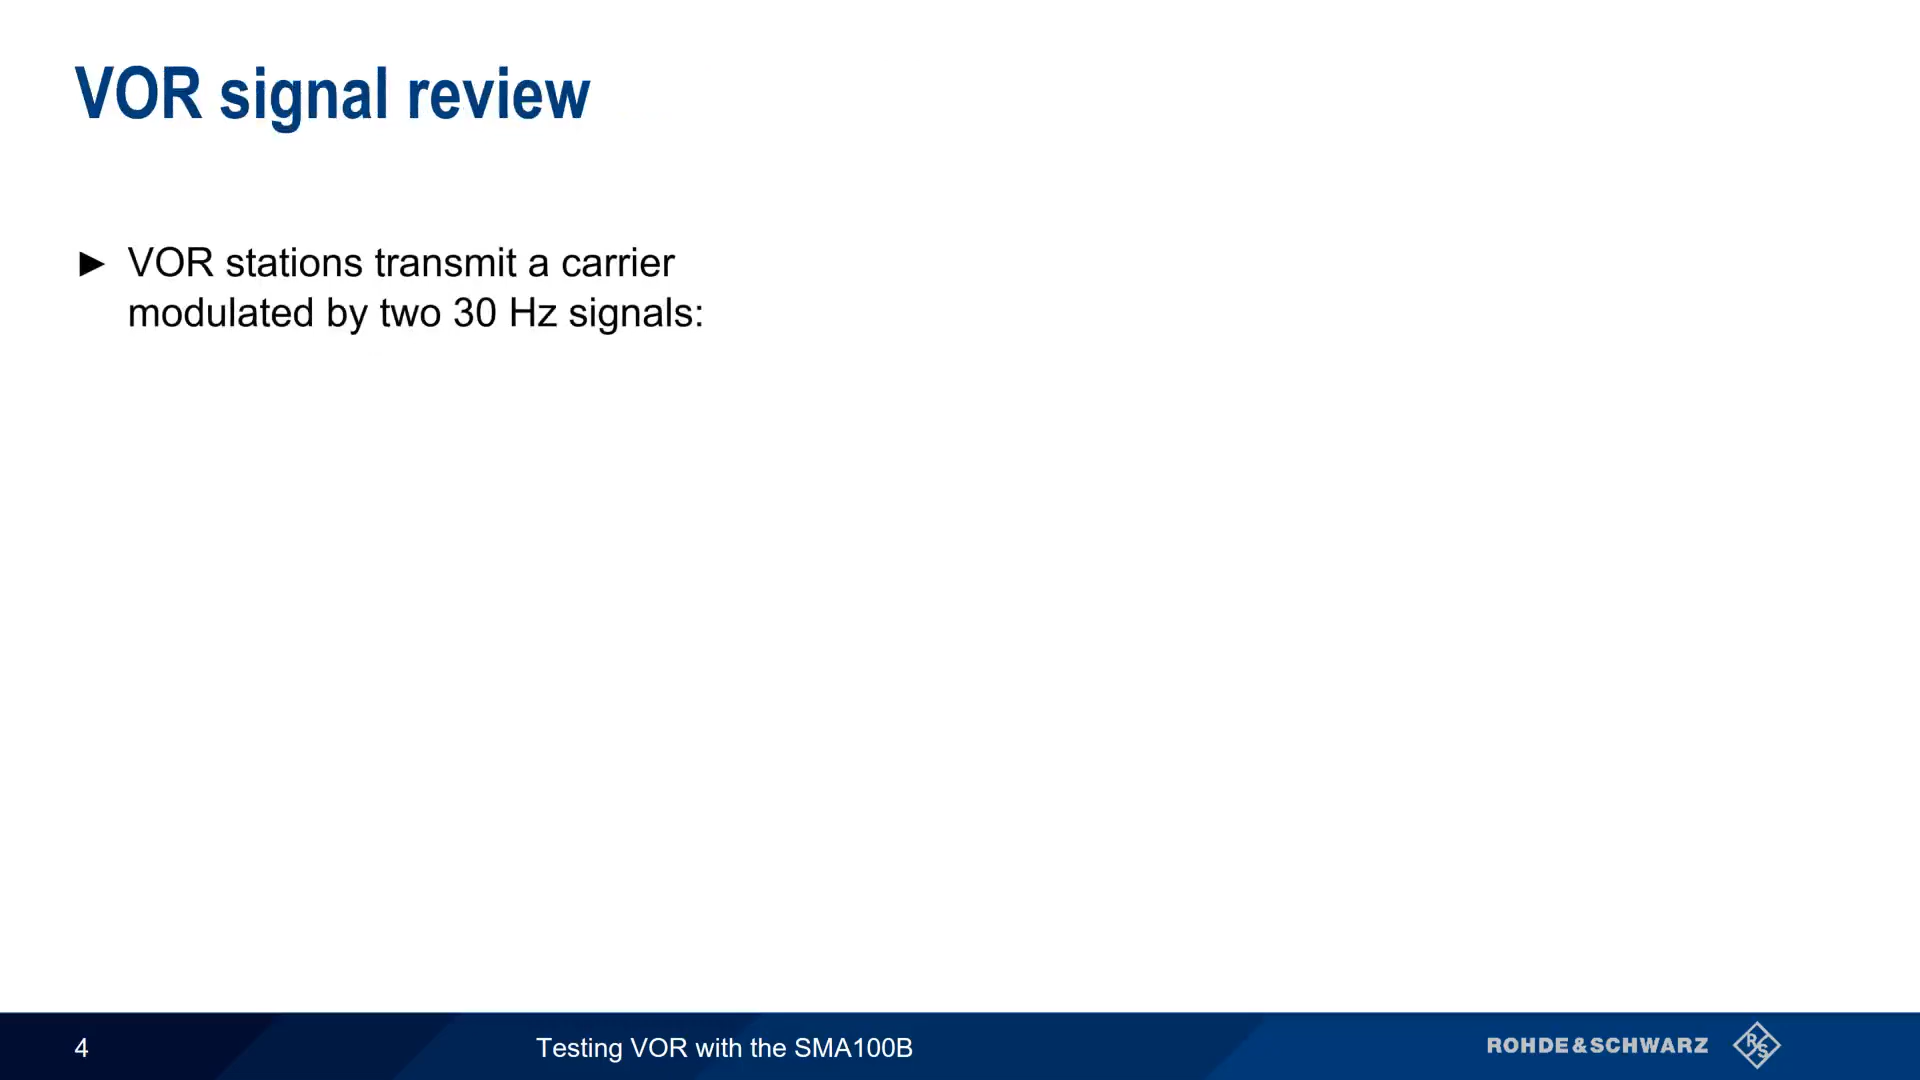 VOR signal review
► VOR stations transmit a carrier
modulated by two 30 Hz signals:
4
Testing VOR with the SMA100B
ROHDE&SCHWARZ
R&S